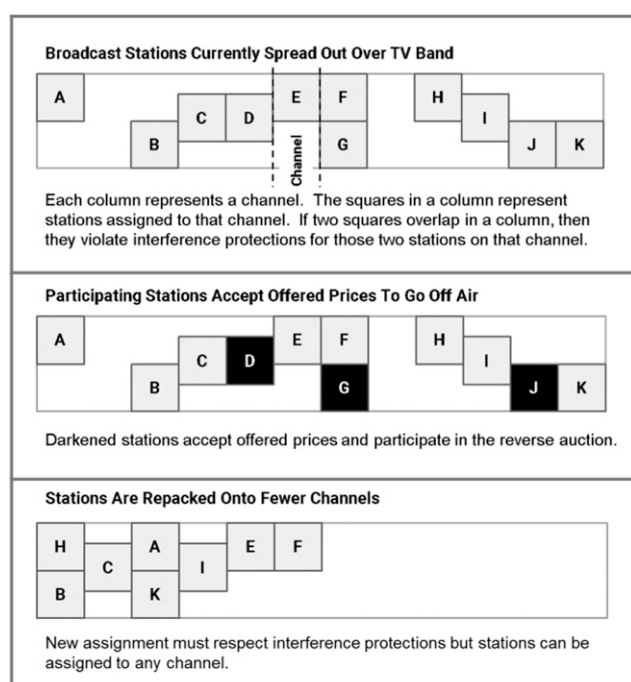 Broadcast Stations Currently Spread Out Over TV Band
A E F H
C D I
B G J K
Channel
Each column represents a channel. The squares in a column represent
stations assigned to that channel. If two squares overlap in a column, then
they violate interference protections for those two stations on that channel.
Participating Stations Accept Offered Prices To Go Off Air
A E F H
C D I
B G J K
Darkened stations accept offered prices and participate in the reverse auction.
Stations Are Repacked Onto Fewer Channels
H A E F
C I
B K
New assignment must respect interference protections but stations can be
assigned to any channel.